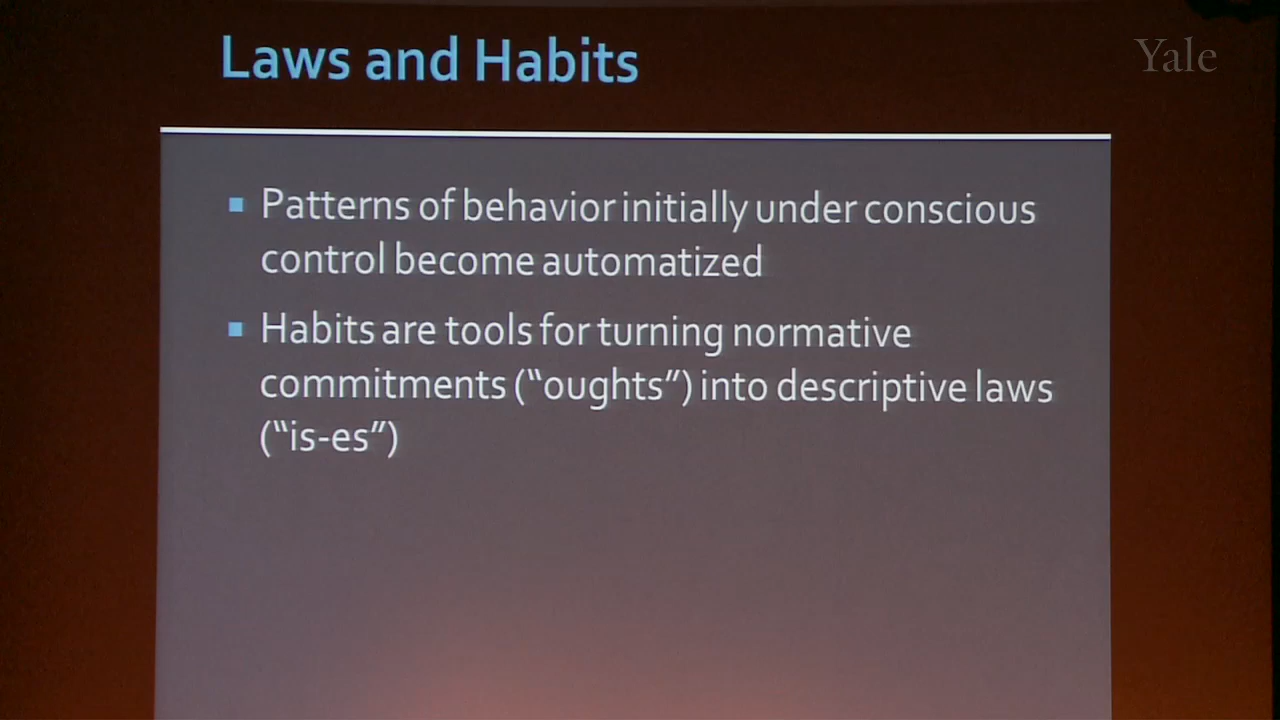 Laws and Habits
Yale
Patterns of behavior initially under conscious
control become automatized
Habits are tools for turning normative
commitments (“oughts”) into descriptive laws
(“is-es”)